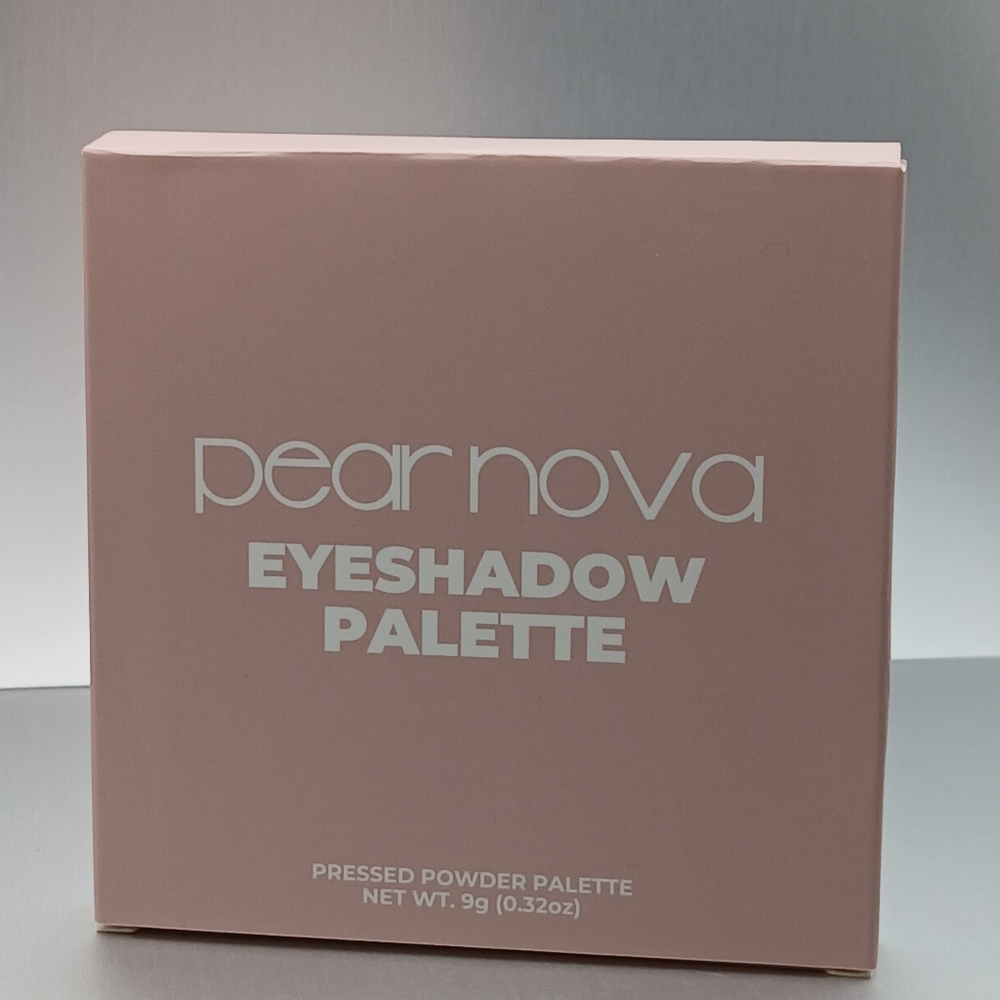 pear nova
EYESHADOW
PALETTE
PRESSED POWDER PALETTE
NET WT. 9g (0.32oz)